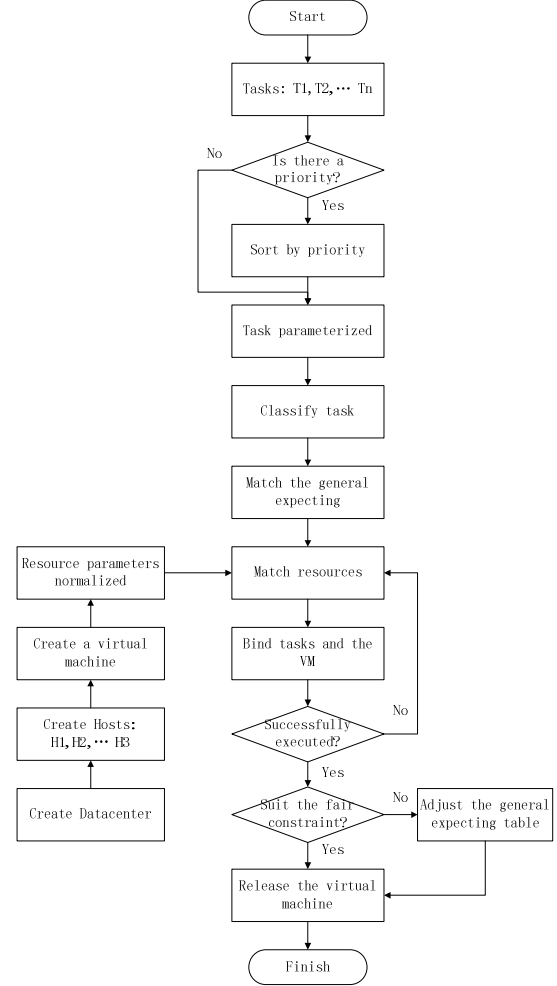 Start
Tasks: T1,T2,… Tn
Is there a
priority?
No
Yes
Sort by priority
Task parameterized
Classify task
Match the general
expecting
Resource parameters
normalized
Match resources
Create a virtual
machine
Bind tasks and the
VM
Create Hosts:
H1,H2,… H3
Successfully
executed?
No
Yes
Create Datacenter
Suit the fair
constraint?
No
Adjust the general
expecting table
Yes
Release the virtual
machine
Finish